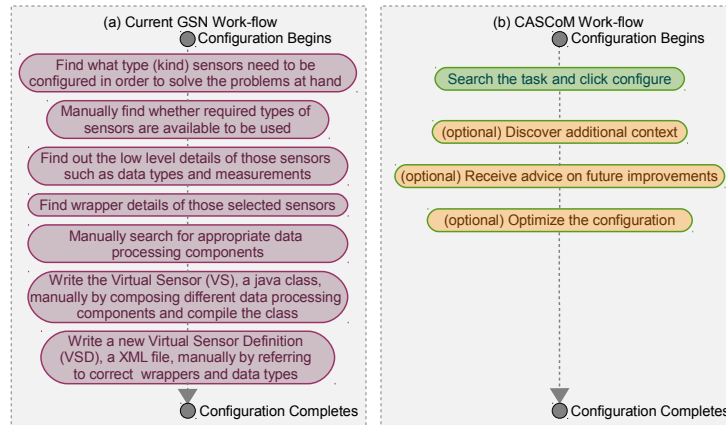 (a) Current GSN Work-flow
Configuration Begins
Find what type (kind) sensors need to be
configured in order to solve the problems at hand
Manually find whether required types of
sensors are available to be used
Find out the low level details of those sensors
such as data types and measurements
Find wrapper details of those selected sensors
Manually search for appropriate data
processing components
Write the Virtual Sensor (VS), a java class,
manually by composing different data processing
components and compile the class
Write a new Virtual Sensor Definition
(VSD), a XML file, manually by referring
to correct wrappers and data types
Configuration Completes
(b) CASCoM Work-flow
Configuration Begins
Search the task and click configure
(optional) Discover additional context
(optional) Receive advice on future improvements
(optional) Optimize the configuration
Configuration Completes